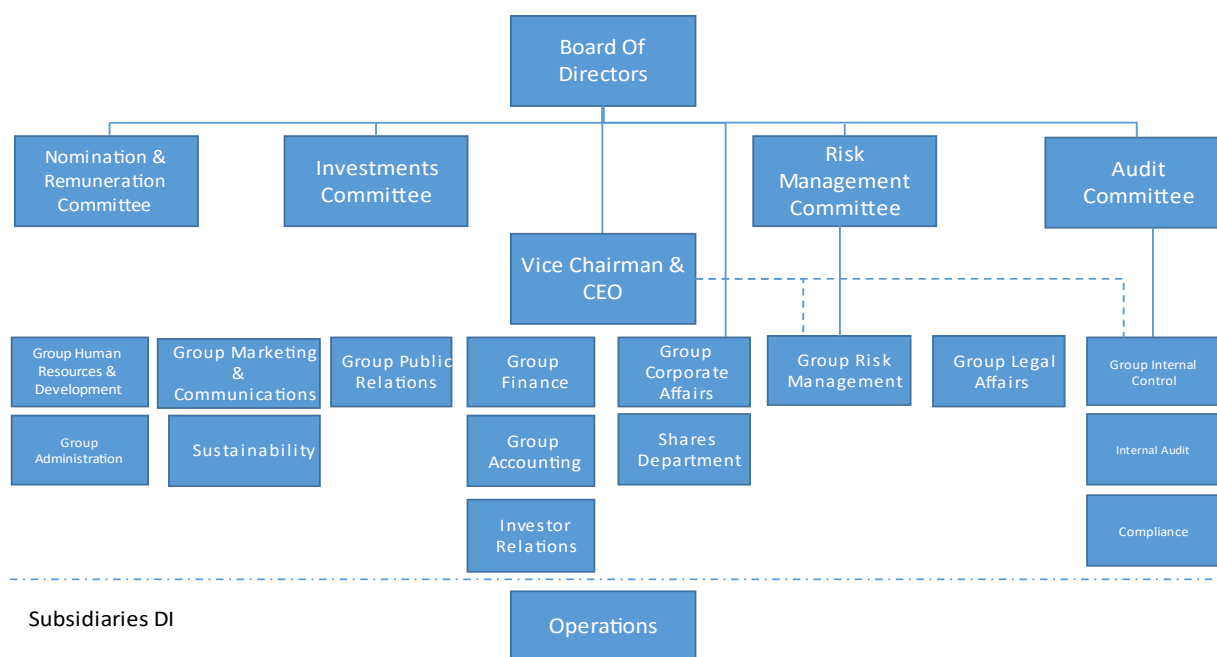 Board Of
Directors
Nomination &
Remuneration
Committee
Investments
Committee
Risk
Management
Committee
Audit
Committee
Vice Chairman &
CEO
Group Human
Resources &
Development
Group Marketing
&
Communications
Group Public
Relations
Group
Finance
Group
Corporate
Affairs
Group Risk
Management
Group Legal
Affairs
Group Internal
Control
Group
Administration
Sustainability
Group
Accounting
Shares
Department
Internal Audit
Investor
Relations
Compliance
Subsidiaries DI
Operations